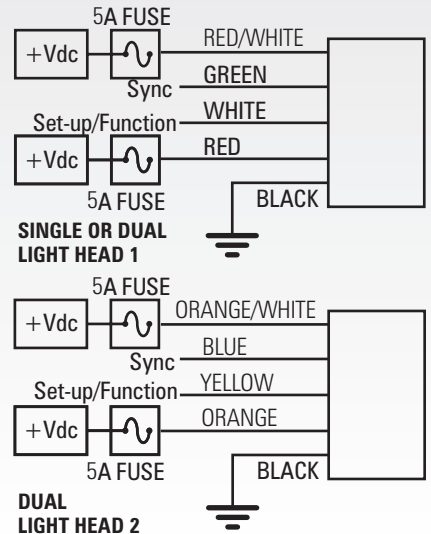 5A FUSE
+Vdc RED/WHITE
Sync GREEN
Set-up/Function WHITE
+Vdc RED
5A FUSE
BLACK
SINGLE OR DUAL
LIGHT HEAD 1
5A FUSE
+Vdc ORANGE/WHITE
Sync BLUE
Set-up/Function YELLOW
+Vdc ORANGE
5A FUSE
BLACK
DUAL
LIGHT HEAD 2